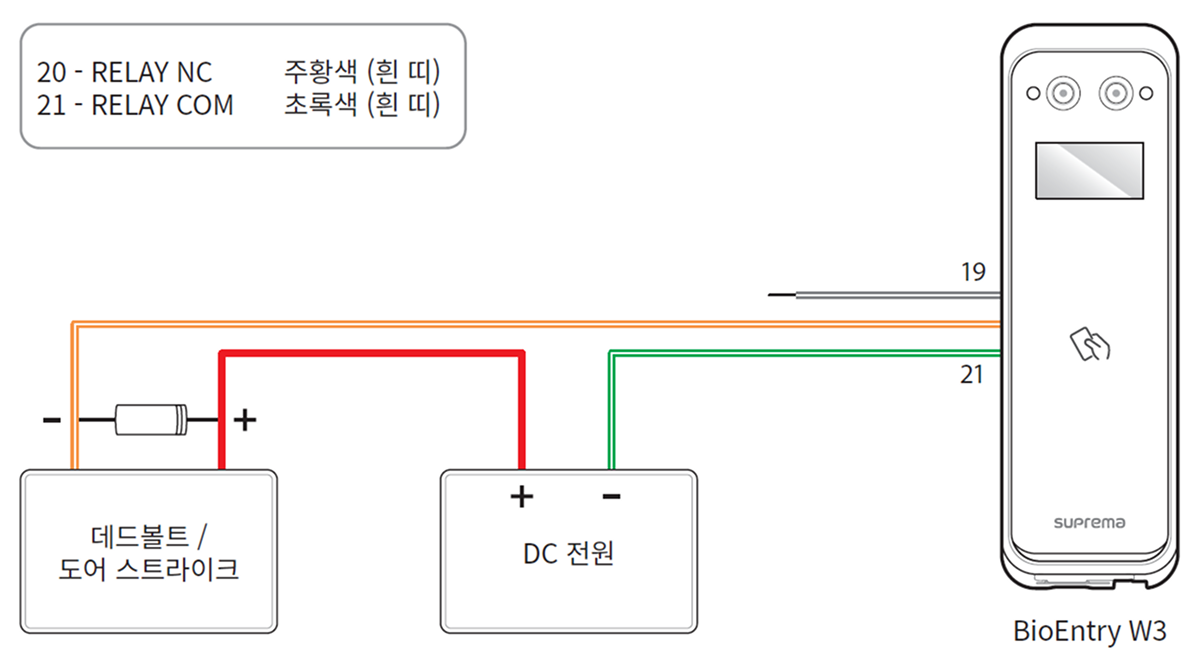 20 - RELAY NC 주황색 (흰 띠)
21 - RELAY COM 초록색 (흰 띠)
19
21
- +
+ -
데드볼트 /
도어 스트라이크
DC 전원
suprema
BioEntry W3